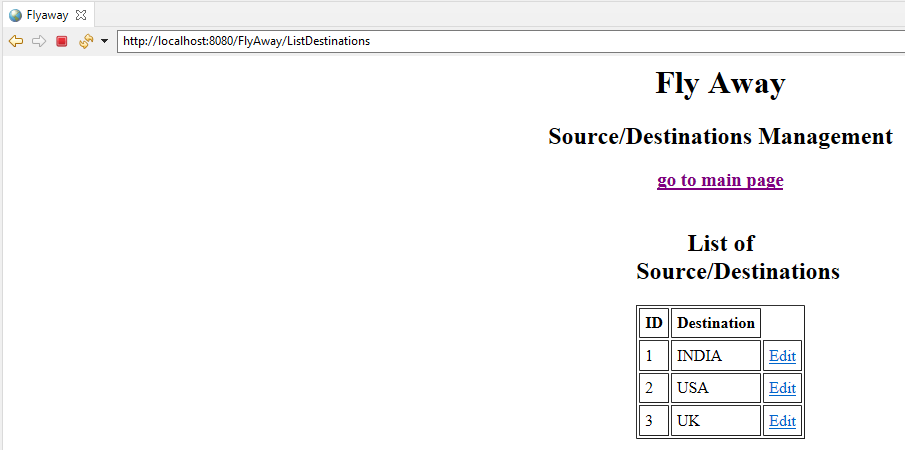 Flyaway
http://localhost:8080/FlyAway/ListDestinations
Fly Away
Source/Destinations Management
go to main page
List of
Source/Destinations
ID Destination
1 INDIA Edit
2 USA Edit
3 UK Edit